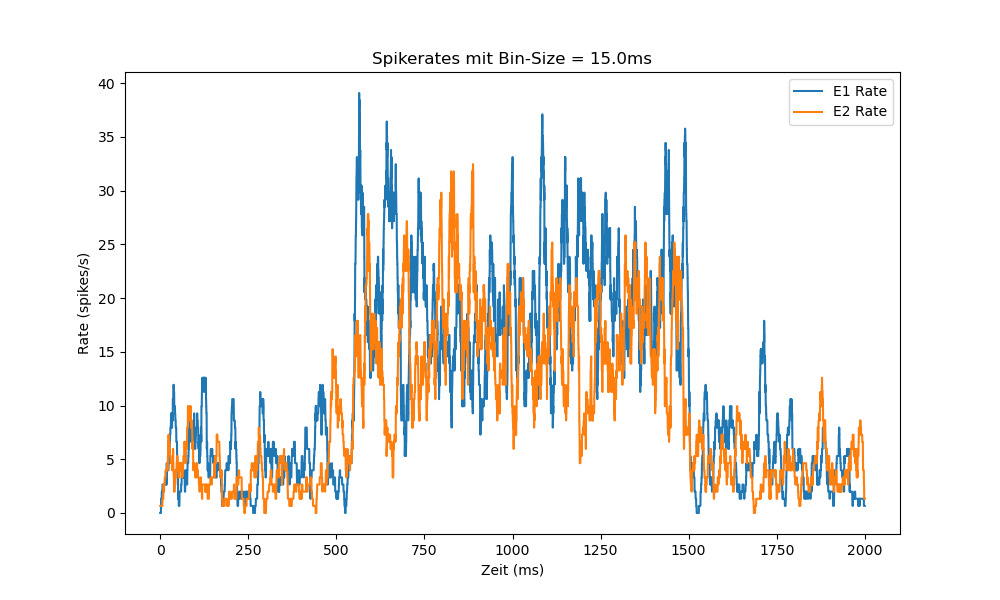 Spikerates mit Bin-Size = 15.0ms
E1 Rate
E2 Rate
Rate (spikes/s)
40
35
30
25
20
15
10
5
0
0 250 500 750 1000 1250 1500 1750 2000
Zeit (ms)